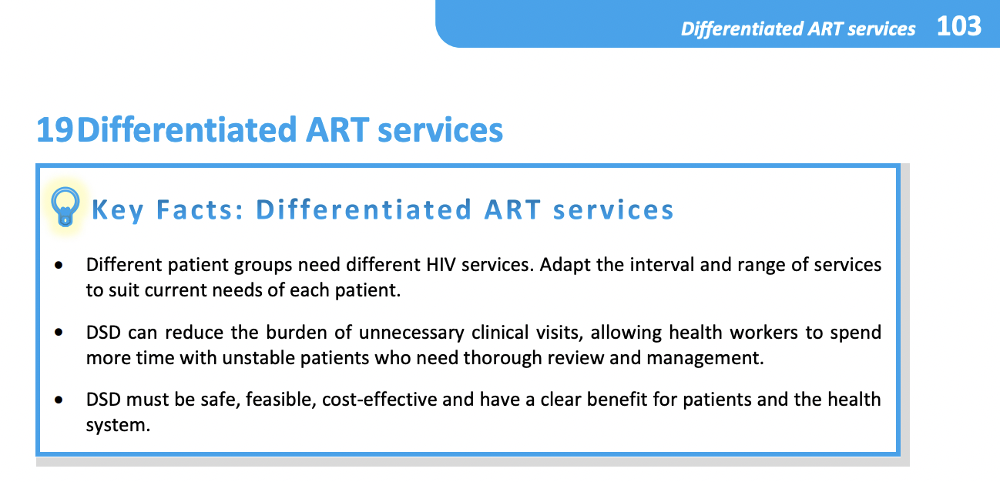 Differentiated ART services 103
19 Differentiated ART services
Key Facts: Differentiated ART services
• Different patient groups need different HIV services. Adapt the interval and range of services
to suit current needs of each patient.
• DSD can reduce the burden of unnecessary clinical visits, allowing health workers to spend
more time with unstable patients who need thorough review and management.
• DSD must be safe, feasible, cost-effective and have a clear benefit for patients and the health
system.